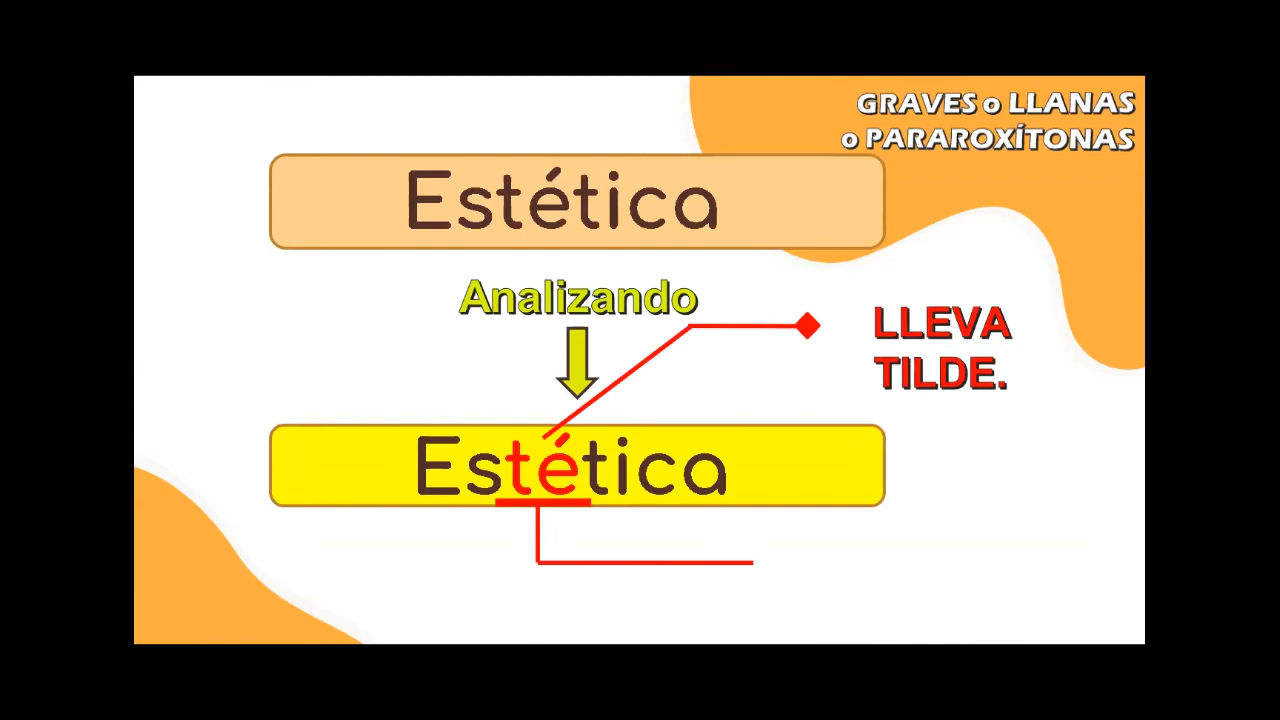 GRAVES o LLANAS
o PARAROXÍTONAS
Estética
Analizando
LLEVA
TILDE.
Estética